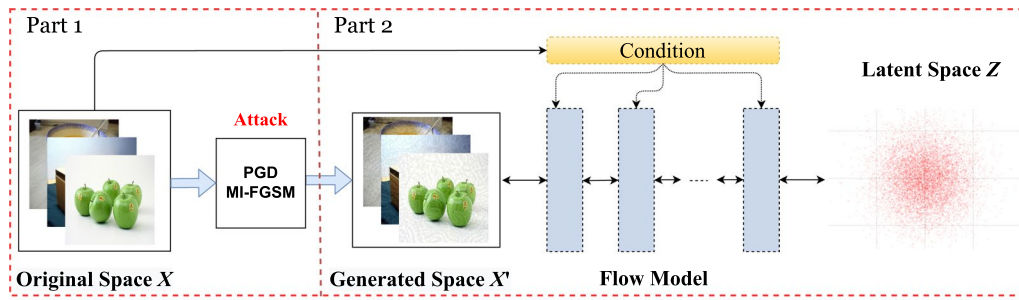 Part 1
Part 2
Condition
Latent Space Z
Attack
PGD
MI-FGSM
Original Space X
Generated Space X'
Flow Model